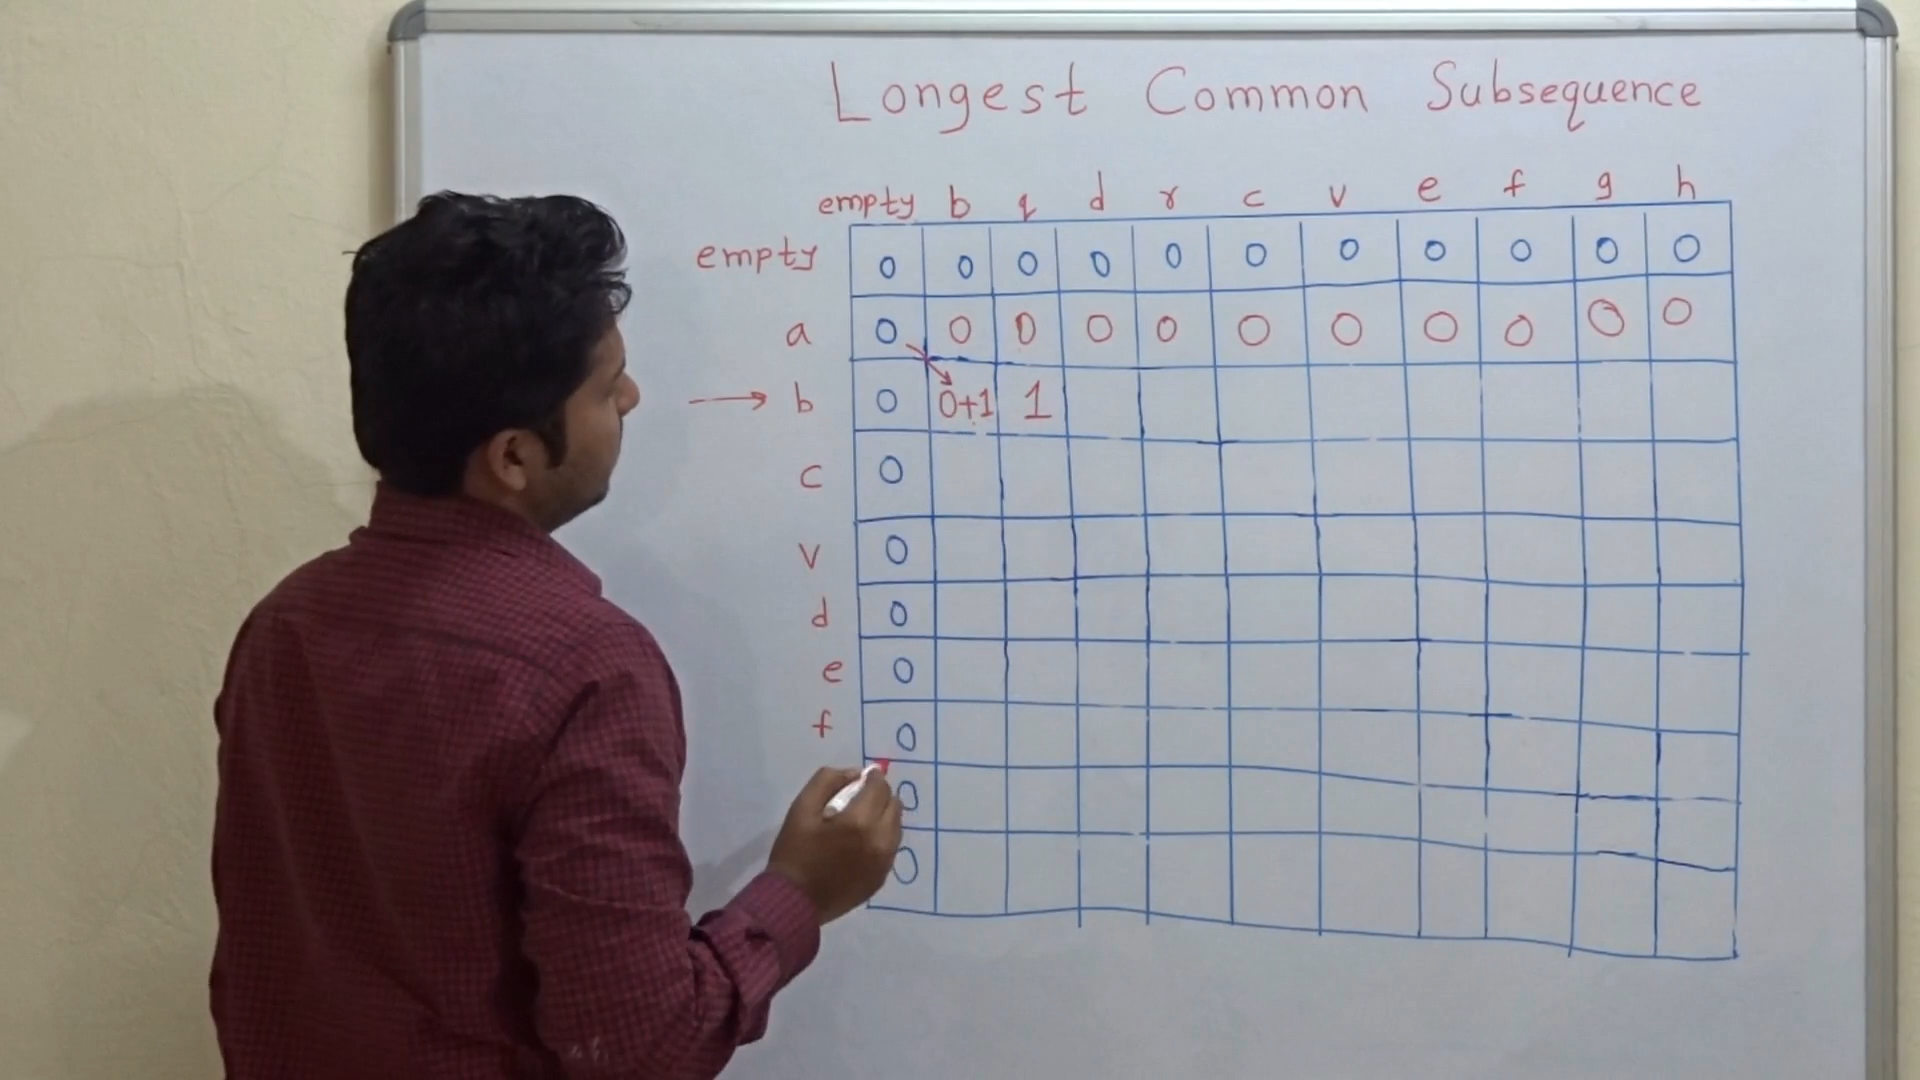 Longest Common Subsequence
empty b q d r c v e f g h
empty 0 0 0 0 0 0 0 0 0 0 0
a 0 0 0 0 0 0 0 0 0 0 0
→ b 0 0+1 1
c 0
v 0
d 0
e 0
f 0
0
0